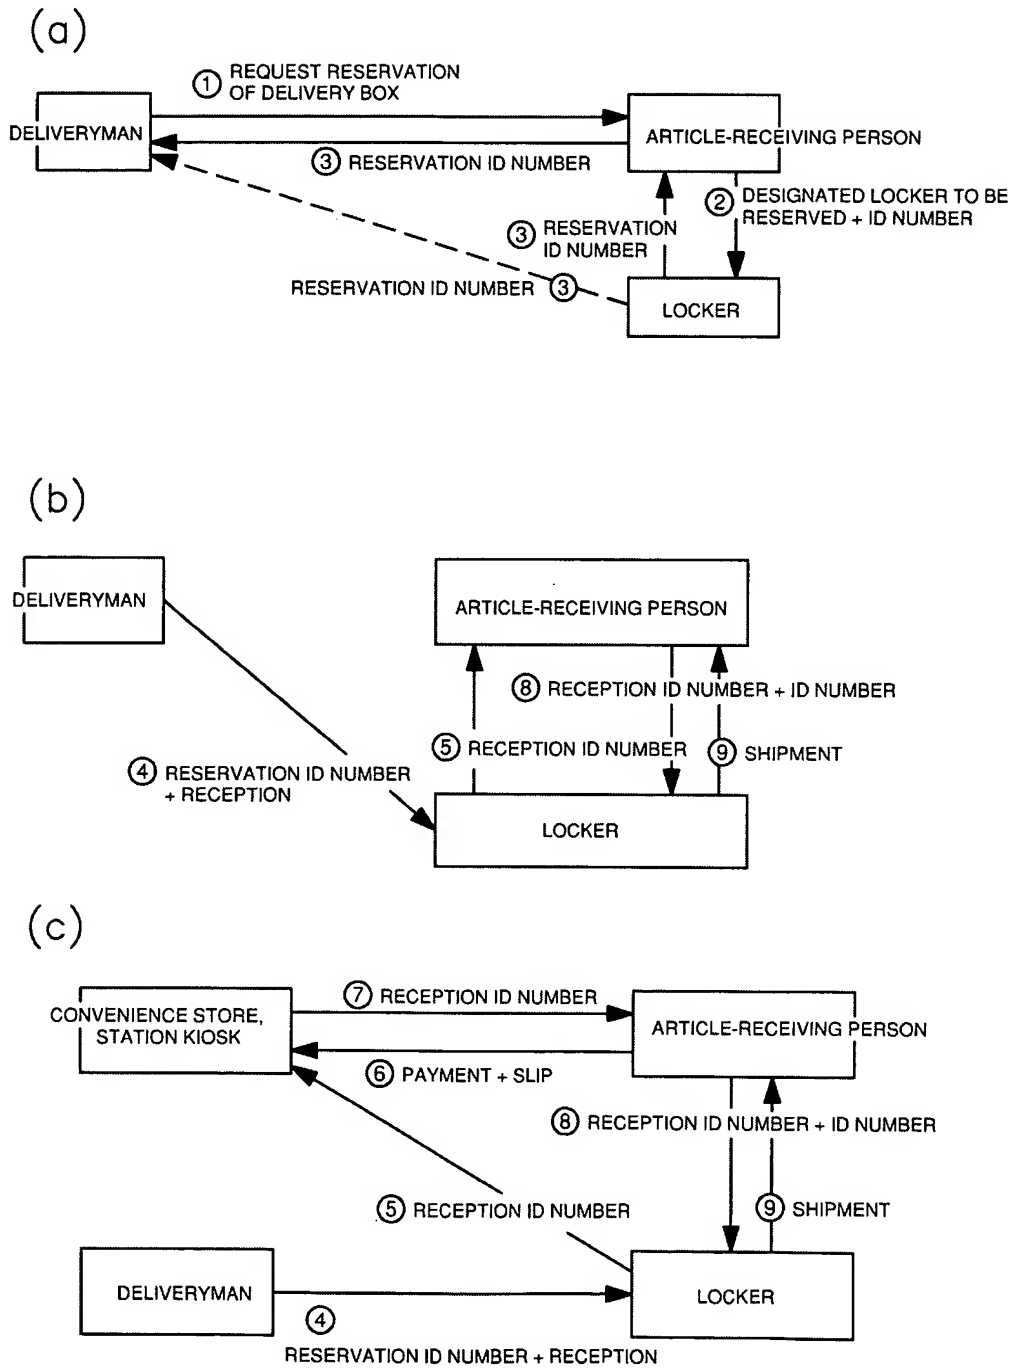 (a)
① REQUEST RESERVATION
OF DELIVERY BOX
DELIVERYMAN
ARTICLE-RECEIVING PERSON
③ RESERVATION ID NUMBER
② DESIGNATED LOCKER TO BE
RESERVED + ID NUMBER
③ RESERVATION
ID NUMBER
RESERVATION ID NUMBER ③
LOCKER
(b)
DELIVERYMAN
ARTICLE-RECEIVING PERSON
⑧ RECEPTION ID NUMBER + ID NUMBER
⑤ RECEPTION ID NUMBER
⑨ SHIPMENT
④ RESERVATION ID NUMBER
+ RECEPTION
LOCKER
(c)
⑦ RECEPTION ID NUMBER
CONVENIENCE STORE,
STATION KIOSK
ARTICLE-RECEIVING PERSON
⑥ PAYMENT + SLIP
⑧ RECEPTION ID NUMBER + ID NUMBER
⑤ RECEPTION ID NUMBER
⑨ SHIPMENT
DELIVERYMAN
LOCKER
④
RESERVATION ID NUMBER + RECEPTION